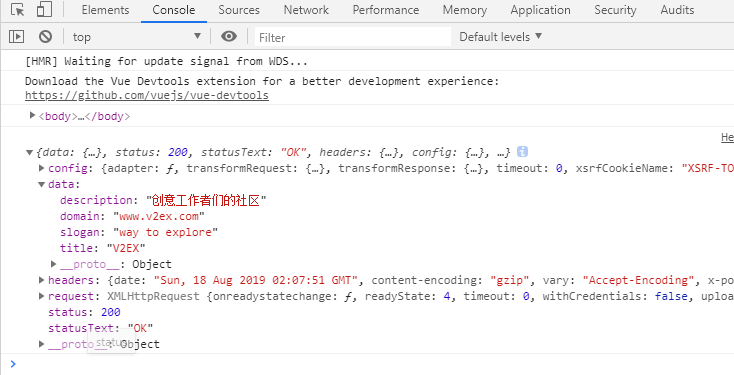 Elements Console Sources Network Performance Memory Application Security Audits
top Filter Default levels ▼
[HMR] Waiting for update signal from WDS...
Download the Vue Devtools extension for a better development experience:
https://github.com/vuejs/vue-devtools
<body>…</body>
He
{data: {…}, status: 200, statusText: "OK", headers: {…}, config: {…}, …}
config: {adapter: ƒ, transformRequest: {…}, transformResponse: {…}, timeout: 0, xsrfCookieName: "XSRF-TO
data:
description: "创意工作者们的社区"
domain: "www.v2ex.com"
slogan: "way to explore"
title: "V2EX"
__proto__: Object
headers: {date: "Sun, 18 Aug 2019 02:07:51 GMT", content-encoding: "gzip", vary: "Accept-Encoding", x-po
request: XMLHttpRequest {onreadystatechange: ƒ, readyState: 4, timeout: 0, withCredentials: false, uploa
status: 200
statusText: "OK"
__proto__: Object